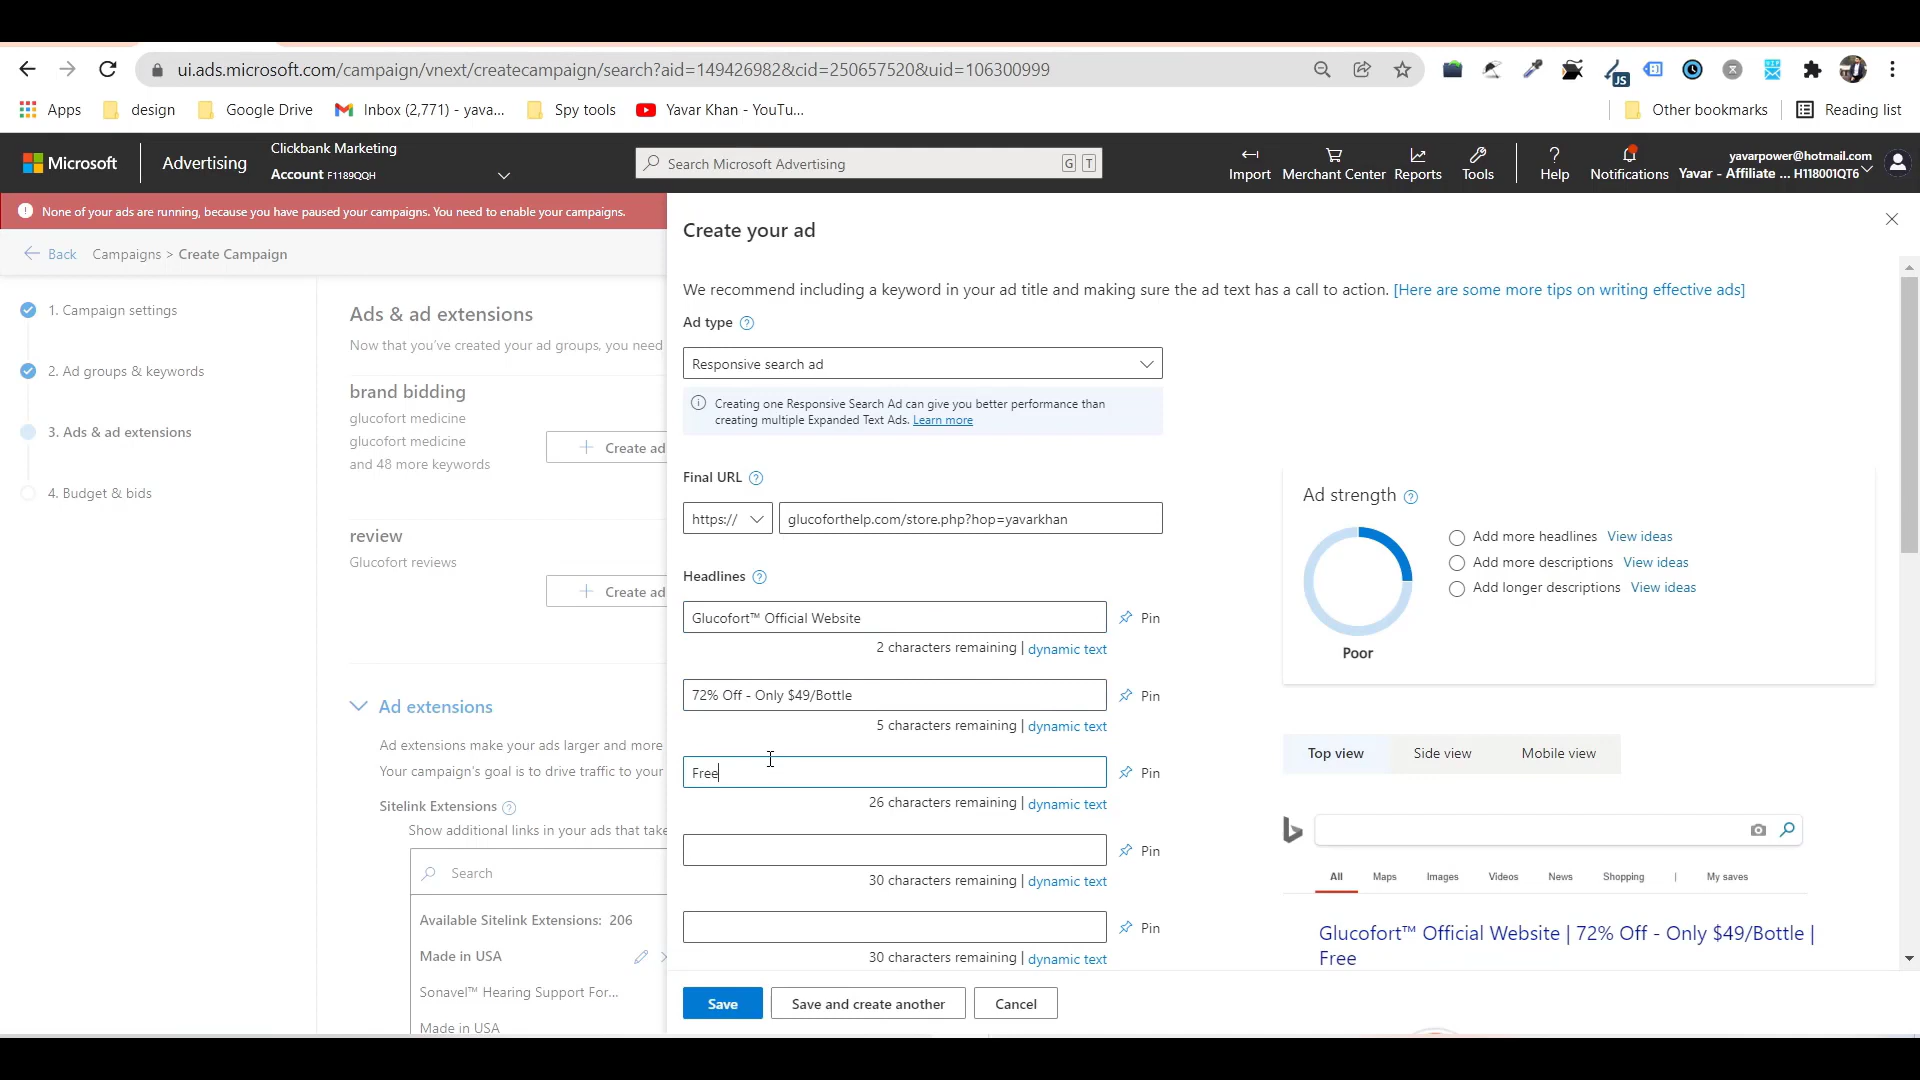 ui.ads.microsoft.com/campaign/vnext/createcampaign/search?aid=149426982&cid=250657520&uid=106300999
Apps
design
Google Drive
Inbox (2,771) - yava...
Spy tools
Yavar Khan - YouTu...
Other bookmarks
Reading list
Microsoft
Advertising
Clickbank Marketing
Account F1189QQH
Search Microsoft Advertising
G
T
Import
Merchant Center
Reports
Tools
Help
Notifications
yavarpower@hotmail.com
Yavar - Affiliate ... H118001QT6
None of your ads are running, because you have paused your campaigns. You need to enable your campaigns.
Back
Campaigns > Create Campaign
1. Campaign settings
2. Ad groups & keywords
3. Ads & ad extensions
4. Budget & bids
Ads & ad extensions
Now that you've created your ad groups, you need
brand bidding
glucofort medicine
glucofort medicine
and 48 more keywords
Create ad
review
Glucofort reviews
Create ad
Ad extensions
Ad extensions make your ads larger and more
Your campaign's goal is to drive traffic to your
Sitelink Extensions
Show additional links in your ads that take
Search
Available Sitelink Extensions: 206
Made in USA
Sonavel™ Hearing Support For...
Made in USA
Create your ad
We recommend including a keyword in your ad title and making sure the ad text has a call to action. [Here are some more tips on writing effective ads]
Ad type
Responsive search ad
Creating one Responsive Search Ad can give you better performance than
creating multiple Expanded Text Ads. Learn more
Final URL
https://
glucoforthelp.com/store.php?hop=yavarkhan
Headlines
Glucofort™ Official Website
Pin
2 characters remaining | dynamic text
72% Off - Only $49/Bottle
Pin
5 characters remaining | dynamic text
Free
Pin
26 characters remaining | dynamic text
Pin
30 characters remaining | dynamic text
Pin
30 characters remaining | dynamic text
Save
Save and create another
Cancel
Ad strength
Poor
Add more headlines View ideas
Add more descriptions View ideas
Add longer descriptions View ideas
Top view
Side view
Mobile view
All
Maps
Images
Videos
News
Shopping
|
My saves
Glucofort™ Official Website | 72% Off - Only $49/Bottle |
Free